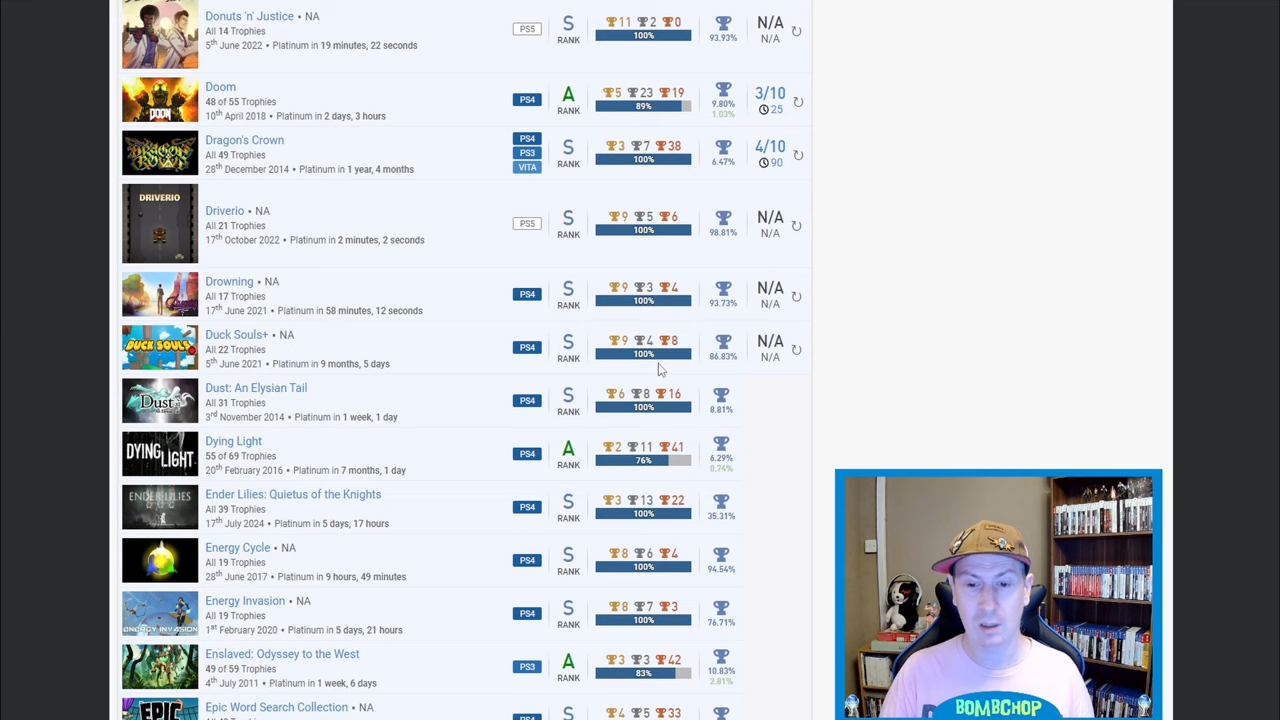 Donuts 'n' Justice • NA
All 14 Trophies
5th June 2022 • Platinum in 19 minutes, 22 seconds
PS5
S
RANK
11 2 0
100%
93.93%
N/A
N/A
Doom
48 of 55 Trophies
10th April 2018 • Platinum in 2 days, 3 hours
DOOM
PS4
A
RANK
5 23 19
89%
9.80%
1.03%
3/10
25
Dragon's Crown
All 49 Trophies
28th December 2014 • Platinum in 1 year, 4 months
DRAGON'S CROWN
PS4
PS3
VITA
S
RANK
3 7 38
100%
6.47%
4/10
90
DRIVERIO
Driverio • NA
All 21 Trophies
17th October 2022 • Platinum in 2 minutes, 2 seconds
PS5
S
RANK
9 5 6
100%
98.81%
N/A
N/A
Drowning • NA
All 17 Trophies
17th June 2021 • Platinum in 58 minutes, 12 seconds
PS4
S
RANK
9 3 4
100%
93.73%
N/A
N/A
Duck Souls+ • NA
All 22 Trophies
5th June 2021 • Platinum in 9 months, 5 days
DUCK SOULS
PS4
S
RANK
9 4 8
100%
86.83%
N/A
N/A
Dust: An Elysian Tail
All 31 Trophies
3rd November 2014 • Platinum in 1 week, 1 day
Dust
PS4
S
RANK
6 8 16
100%
8.81%
Dying Light
55 of 69 Trophies
20th February 2016 • Platinum in 7 months, 1 day
DYING LIGHT
PS4
A
RANK
2 11 41
76%
6.29%
0.74%
Ender Lilies: Quietus of the Knights
All 39 Trophies
17th July 2024 • Platinum in 5 days, 17 hours
ENDER LILIES
PS4
S
RANK
3 13 22
100%
35.31%
Energy Cycle • NA
All 19 Trophies
28th June 2017 • Platinum in 9 hours, 49 minutes
PS4
S
RANK
8 6 4
100%
94.54%
Energy Invasion • NA
All 19 Trophies
1st February 2020 • Platinum in 5 days, 21 hours
ENERGY INVASION
PS4
S
RANK
8 7 3
100%
76.71%
Enslaved: Odyssey to the West
49 of 59 Trophies
4th July 2011 • Platinum in 1 week, 6 days
PS3
A
RANK
3 3 42
83%
10.83%
2.81%
Epic Word Search Collection • NA
EPIC
4 5 33
BOMBCHOP